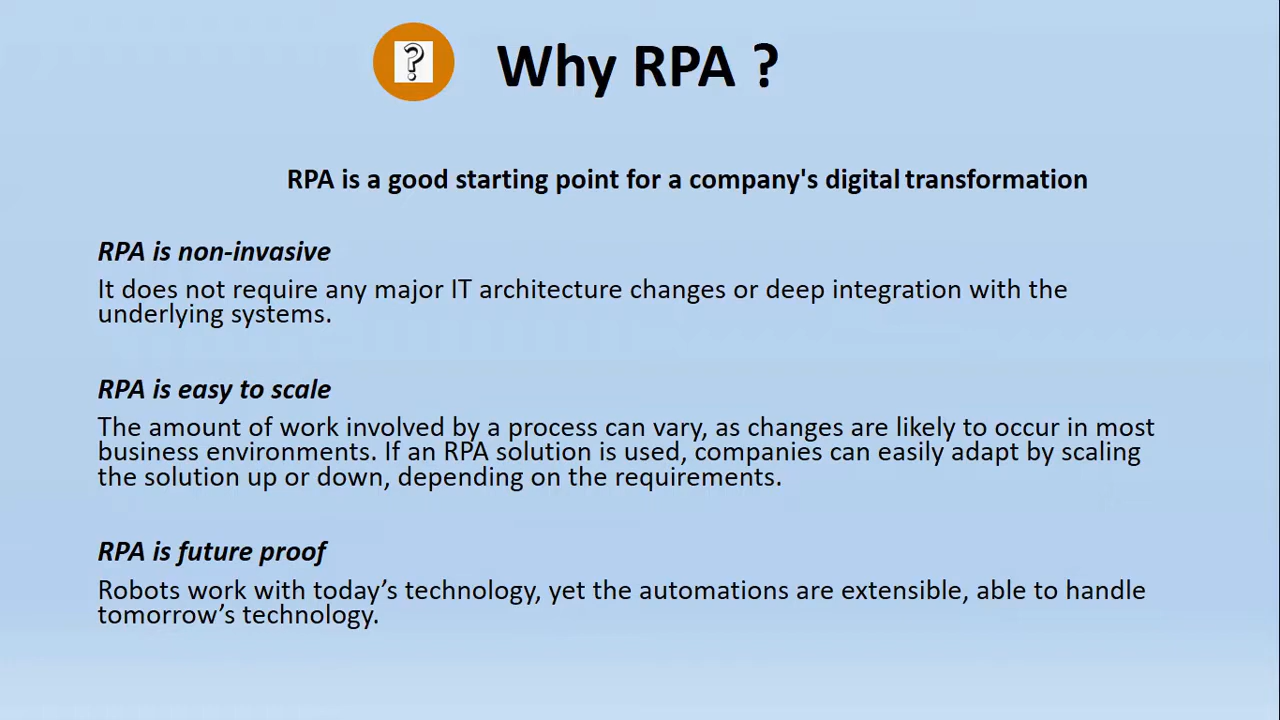 ?
Why RPA ?
RPA is a good starting point for a company's digital transformation
RPA is non-invasive
It does not require any major IT architecture changes or deep integration with the
underlying systems.
RPA is easy to scale
The amount of work involved by a process can vary, as changes are likely to occur in most
business environments. If an RPA solution is used, companies can easily adapt by scaling
the solution up or down, depending on the requirements.
RPA is future proof
Robots work with today’s technology, yet the automations are extensible, able to handle
tomorrow’s technology.